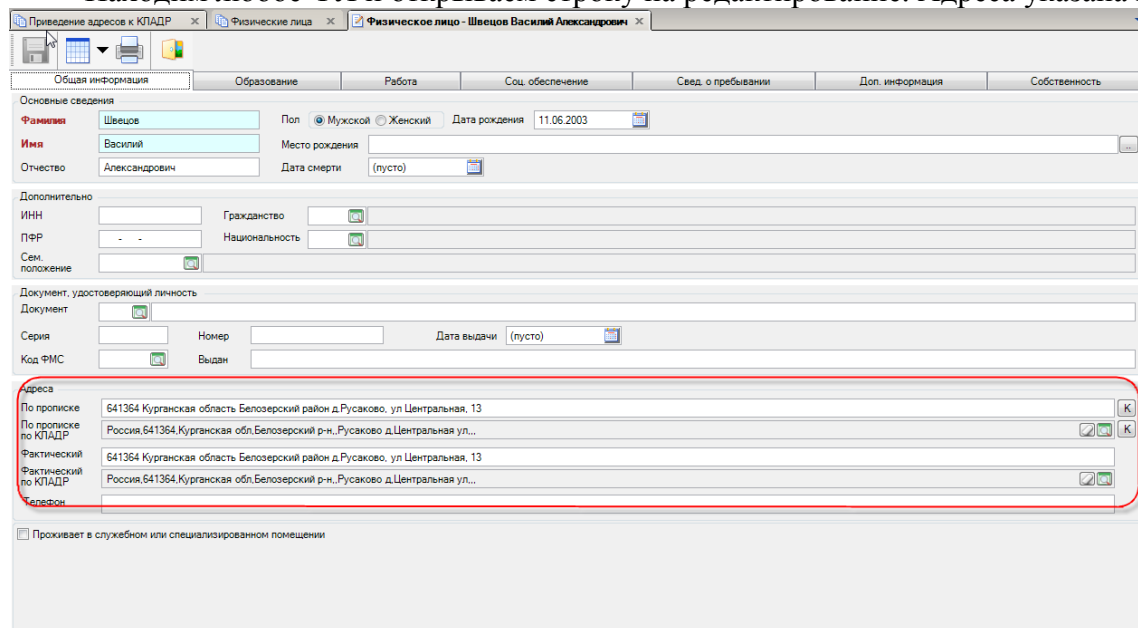 Находим любое ФЛ и открываем строку на редактирование. Адреса указана
Приведение адресов к КЛАДР Физические лица Физическое лицо - Швецов Василий Александрович
Общая информация Образование Работа Соц. обеспечение Свед. о пребывании Доп. информация Собственность
Основные сведения
Фамилия Швецов Пол Мужской Женский Дата рождения 11.06.2003
Имя Василий Место рождения ..
Отчество Александрович Дата смерти (пусто)
Дополнительно
ИНН Гражданство
ПФР - - Национальность
Сем. положение
Документ, удостоверяющий личность
Документ
Серия Номер Дата выдачи (пусто)
Код ФМС Выдан
Адреса
По прописке 641364 Курганская область Белозерский район д.Русаково, ул Центральная, 13 К
По прописке по КЛАДР Россия,641364,Курганская обл,Белозерский р-н,,Русаково д,Центральная ул,,, К
Фактический 641364 Курганская область Белозерский район д.Русаково, ул Центральная, 13
Фактический по КЛАДР Россия,641364,Курганская обл,Белозерский р-н,,Русаково д,Центральная ул,,,
Телефон
Проживает в служебном или специализированном помещении